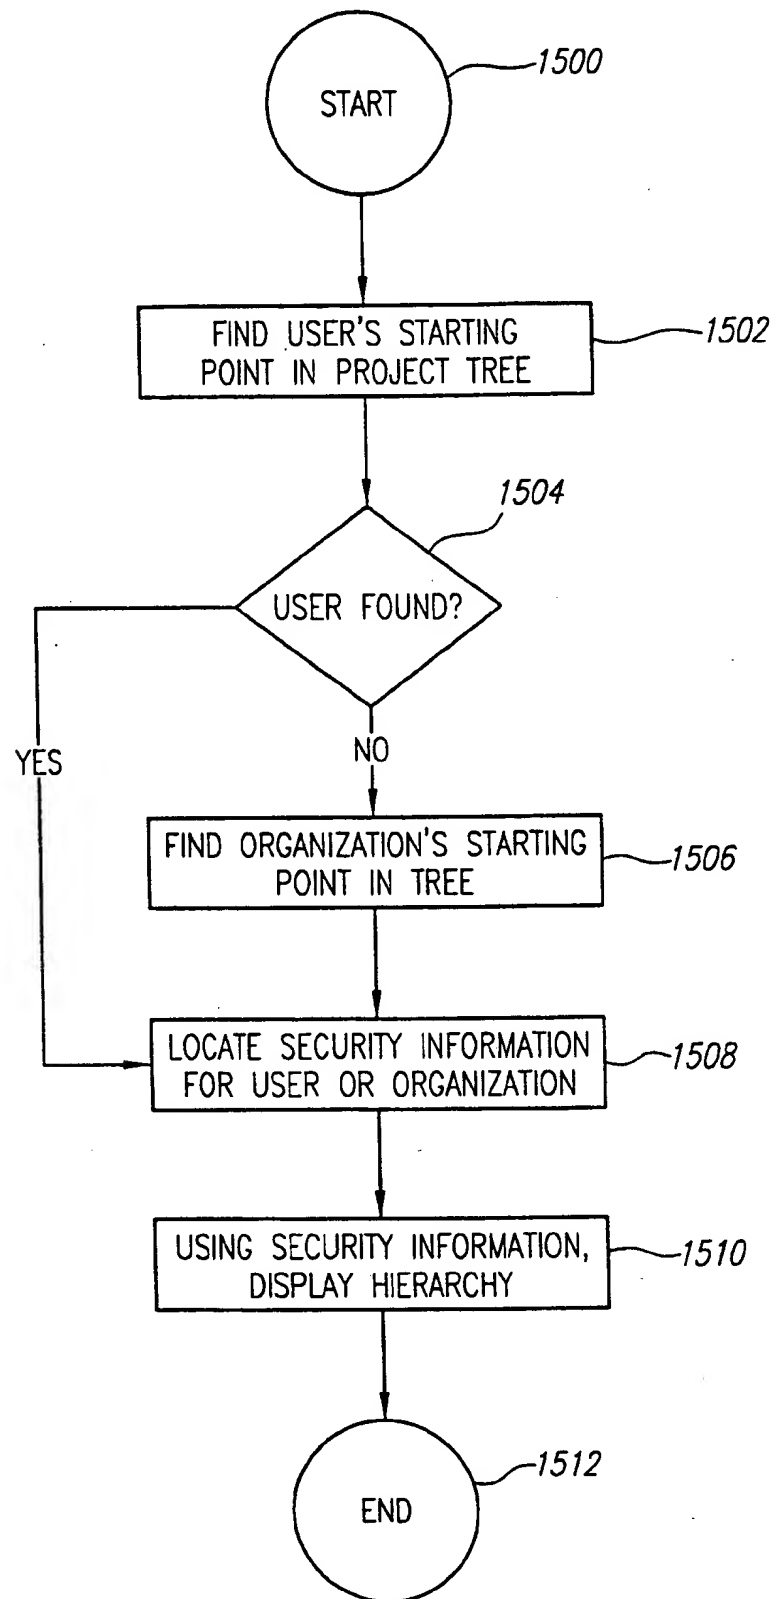 START
1500
FIND USER'S STARTING
POINT IN PROJECT TREE
1502
1504
USER FOUND?
YES
NO
FIND ORGANIZATION'S STARTING
POINT IN TREE
1506
LOCATE SECURITY INFORMATION
FOR USER OR ORGANIZATION
1508
USING SECURITY INFORMATION,
DISPLAY HIERARCHY
1510
END
1512